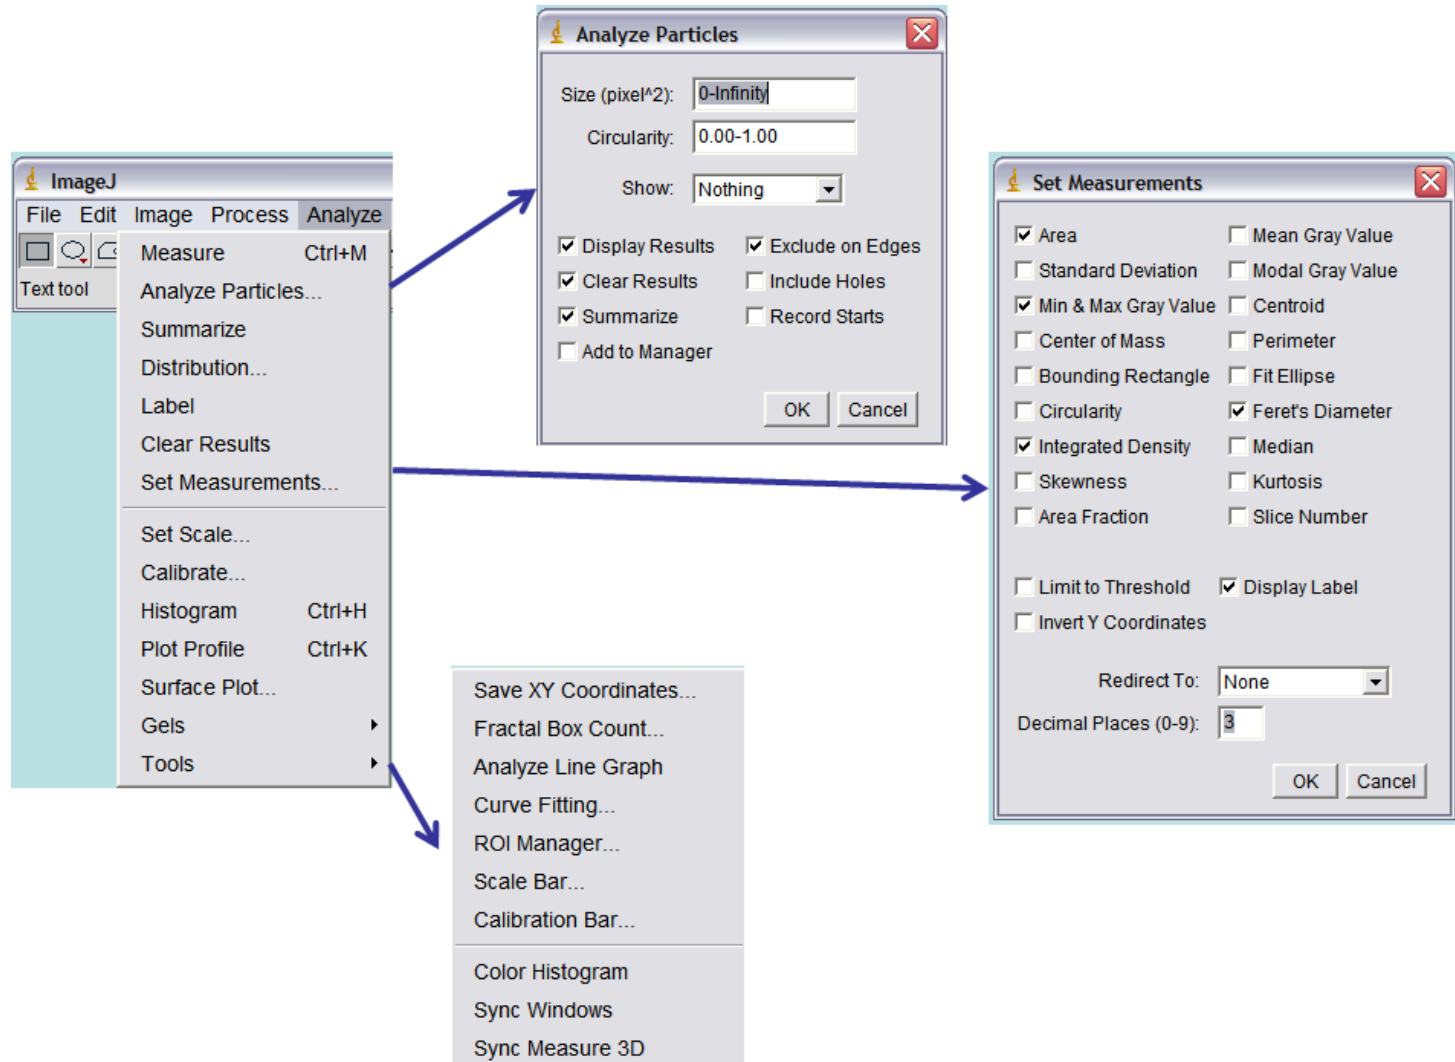 Analyze Particles
Size (pixel^2): 0-Infinity
Circularity: 0.00-1.00
Show: Nothing
Display Results Exclude on Edges
Clear Results Include Holes
Summarize Record Starts
Add to Manager
OK Cancel
ImageJ
File Edit Image Process Analyze
Text tool
Measure Ctrl+M
Analyze Particles...
Summarize
Distribution...
Label
Clear Results
Set Measurements...
Set Scale...
Calibrate...
Histogram Ctrl+H
Plot Profile Ctrl+K
Surface Plot...
Gels
Tools
Set Measurements
Area Mean Gray Value
Standard Deviation Modal Gray Value
Min & Max Gray Value Centroid
Center of Mass Perimeter
Bounding Rectangle Fit Ellipse
Circularity Feret's Diameter
Integrated Density Median
Skewness Kurtosis
Area Fraction Slice Number
Limit to Threshold Display Label
Invert Y Coordinates
Redirect To: None
Decimal Places (0-9): 3
OK Cancel
Save XY Coordinates...
Fractal Box Count...
Analyze Line Graph
Curve Fitting...
ROI Manager...
Scale Bar...
Calibration Bar...
Color Histogram
Sync Windows
Sync Measure 3D